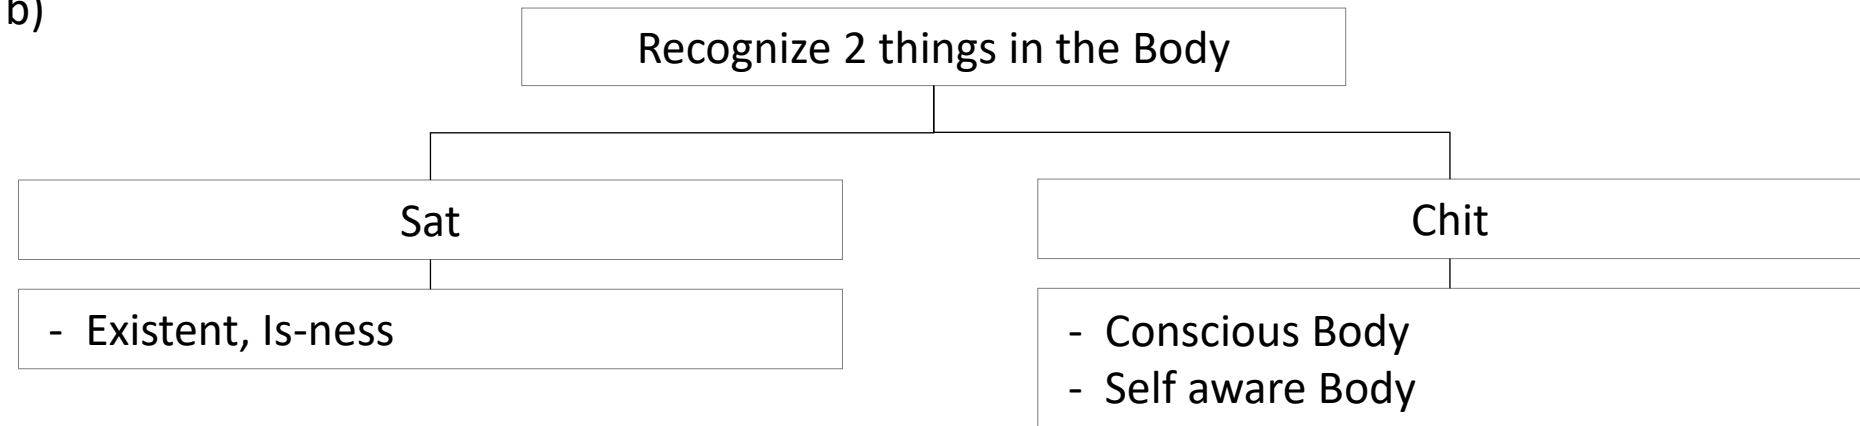 b)
Recognize 2 things in the Body
Sat
Chit
- Existent, Is-ness
- Conscious Body
- Self aware Body